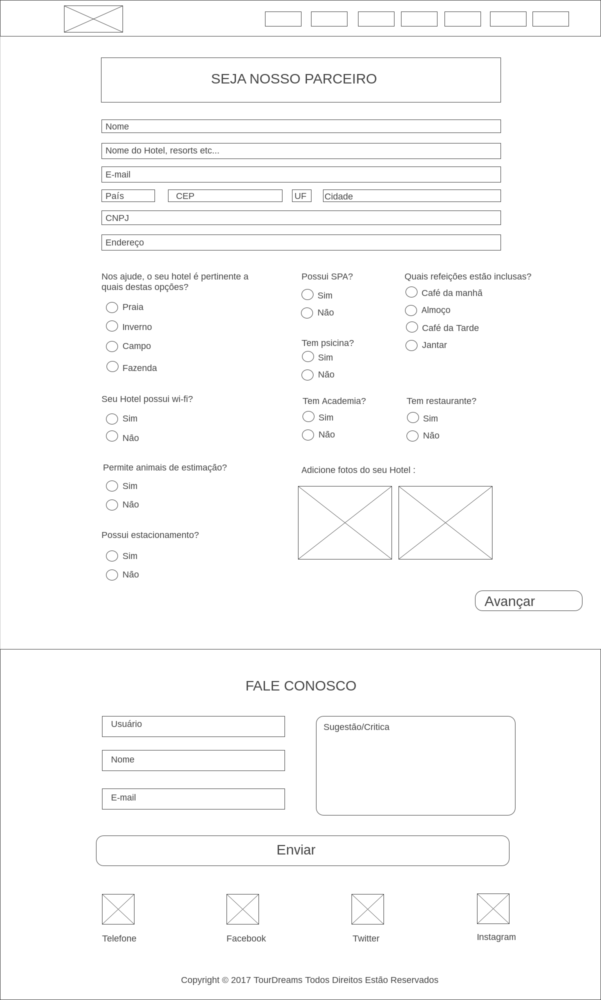 SEJA NOSSO PARCEIRO
Nome
Nome do Hotel, resorts etc...
E-mail
País
CEP
UF
Cidade
CNPJ
Endereço
Nos ajude, o seu hotel é pertinente a
quais destas opções?
Praia
Inverno
Campo
Fazenda
Possui SPA?
Sim
Não
Quais refeições estão inclusas?
Café da manhã
Almoço
Café da Tarde
Jantar
Tem psicina?
Sim
Não
Seu Hotel possui wi-fi?
Sim
Não
Tem Academia?
Sim
Não
Tem restaurante?
Sim
Não
Permite animais de estimação?
Sim
Não
Adicione fotos do seu Hotel :
Possui estacionamento?
Sim
Não
Avançar
FALE CONOSCO
Usuário
Nome
E-mail
Sugestão/Critica
Enviar
Telefone
Facebook
Twitter
Instagram
Copyright © 2017 TourDreams Todos Direitos Estão Reservados